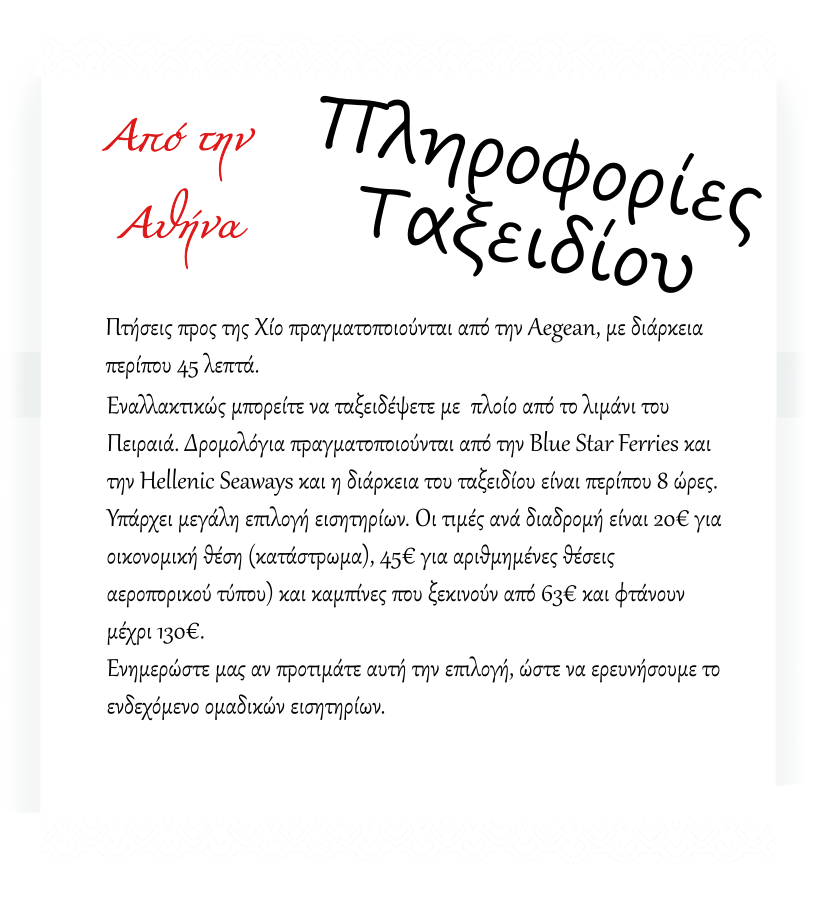 Από την
Αθήνα
Πληροφορίες
Ταξειδίου
Πτήσεις προς της Χίο πραγματοποιούνται από την Aegean, με διάρκεια
περίπου 45 λεπτά.
Εναλλακτικώς μπορείτε να ταξειδέψετε με πλοίο από το λιμάνι του
Πειραιά. Δρομολόγια πραγματοποιούνται από την Blue Star Ferries και
την Hellenic Seaways και η διάρκεια του ταξειδίου είναι περίπου 8 ώρες.
Υπάρχει μεγάλη επιλογή εισητηρίων. Οι τιμές ανά διαδρομή είναι 20€ για
οικονομική θέση (κατάστρωμα), 45€ για αριθμημένες θέσεις
αεροπορικού τύπου) και καμπίνες που ξεκινούν από 63€ και φτάνουν
μέχρι 130€.
Ενημερώστε μας αν προτιμάτε αυτή την επιλογή, ώστε να ερευνήσουμε το
ενδεχόμενο ομαδικών εισητηρίων.